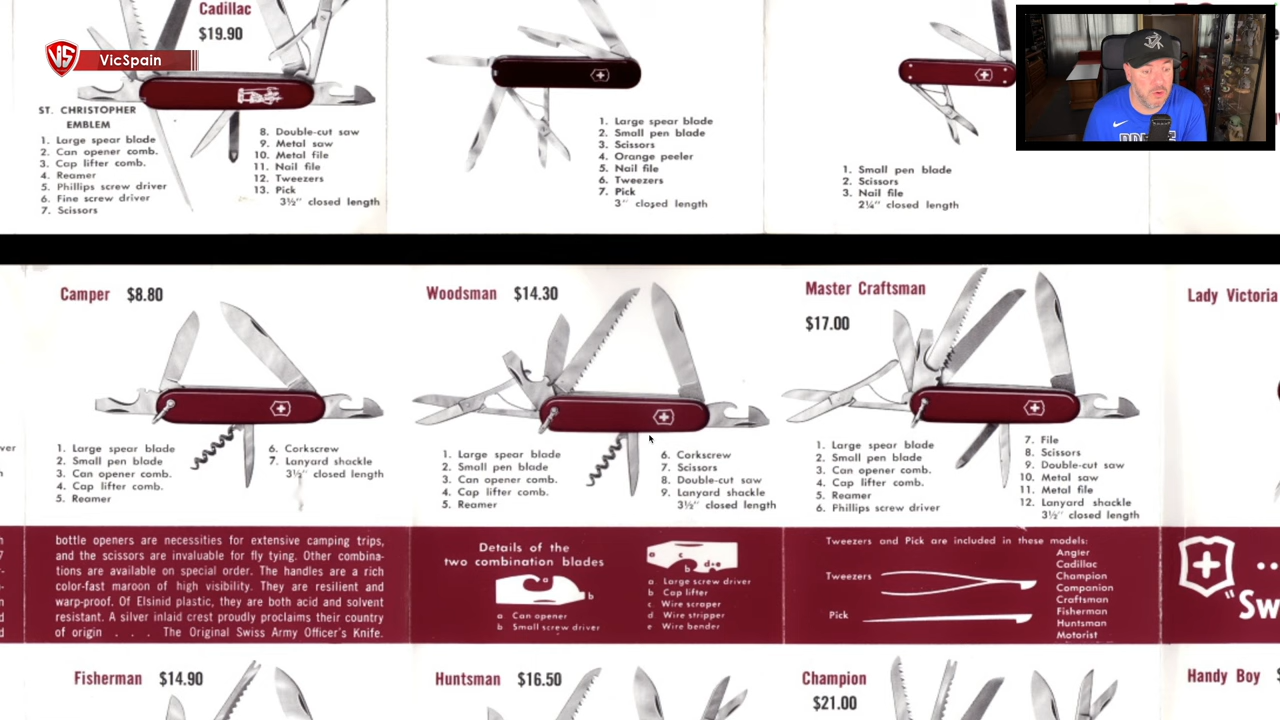 Cadillac
$19.90
VS
VicSpain
ST. CHRISTOPHER
EMBLEM
1. Large spear blade
2. Can opener comb.
3. Cap lifter comb.
4. Reamer
5. Phillips screw driver
6. Fine screw driver
7. Scissors
8. Double-cut saw
9. Metal saw
10. Metal file
11. Nail file
12. Tweezers
13. Pick
3½" closed length
1. Large spear blade
2. Small pen blade
3. Scissors
4. Orange peeler
5. Nail file
6. Tweezers
7. Pick
3" closed length
1. Small pen blade
2. Scissors
3. Nail file
2¼" closed length
Camper $8.80
1. Large spear blade
2. Small pen blade
3. Can opener comb.
4. Cap lifter comb.
5. Reamer
6. Corkscrew
7. Lanyard shackle
3½" closed length
Woodsman $14.30
1. Large spear blade
2. Small pen blade
3. Can opener comb.
4. Cap lifter comb.
5. Reamer
6. Corkscrew
7. Scissors
8. Double-cut saw
9. Lanyard shackle
3½" closed length
Master Craftsman
$17.00
1. Large spear blade
2. Small pen blade
3. Can opener comb.
4. Cap lifter comb.
5. Reamer
6. Phillips screw driver
7. File
8. Scissors
9. Double-cut saw
10. Metal saw
11. Metal file
12. Lanyard shackle
3½" closed length
Lady Victoria
bottle openers are necessities for extensive camping trips,
and the scissors are invaluable for fly tying. Other combina-
tions are available on special order. The handles are a rich
color-fast maroon of high visibility. They are resilient and
warp-proof. Of Elsinid plastic, they are both acid and solvent
resistant. A silver inlaid crest proudly proclaims their country
of origin . . . The Original Swiss Army Officer's Knife.
Details of the
two combination blades
a
b
a Can opener
b Small screw driver
a c
b d+e
a Large screw driver
b Cap lifter
c Wire scraper
d Wire stripper
e Wire bender
Tweezers and Pick are included in these models:
Tweezers
Pick
Angler
Cadillac
Champion
Companion
Craftsman
Fisherman
Huntsman
Motorist
"Sw
Fisherman $14.90
Huntsman $16.50
Champion
$21.00
Handy Boy